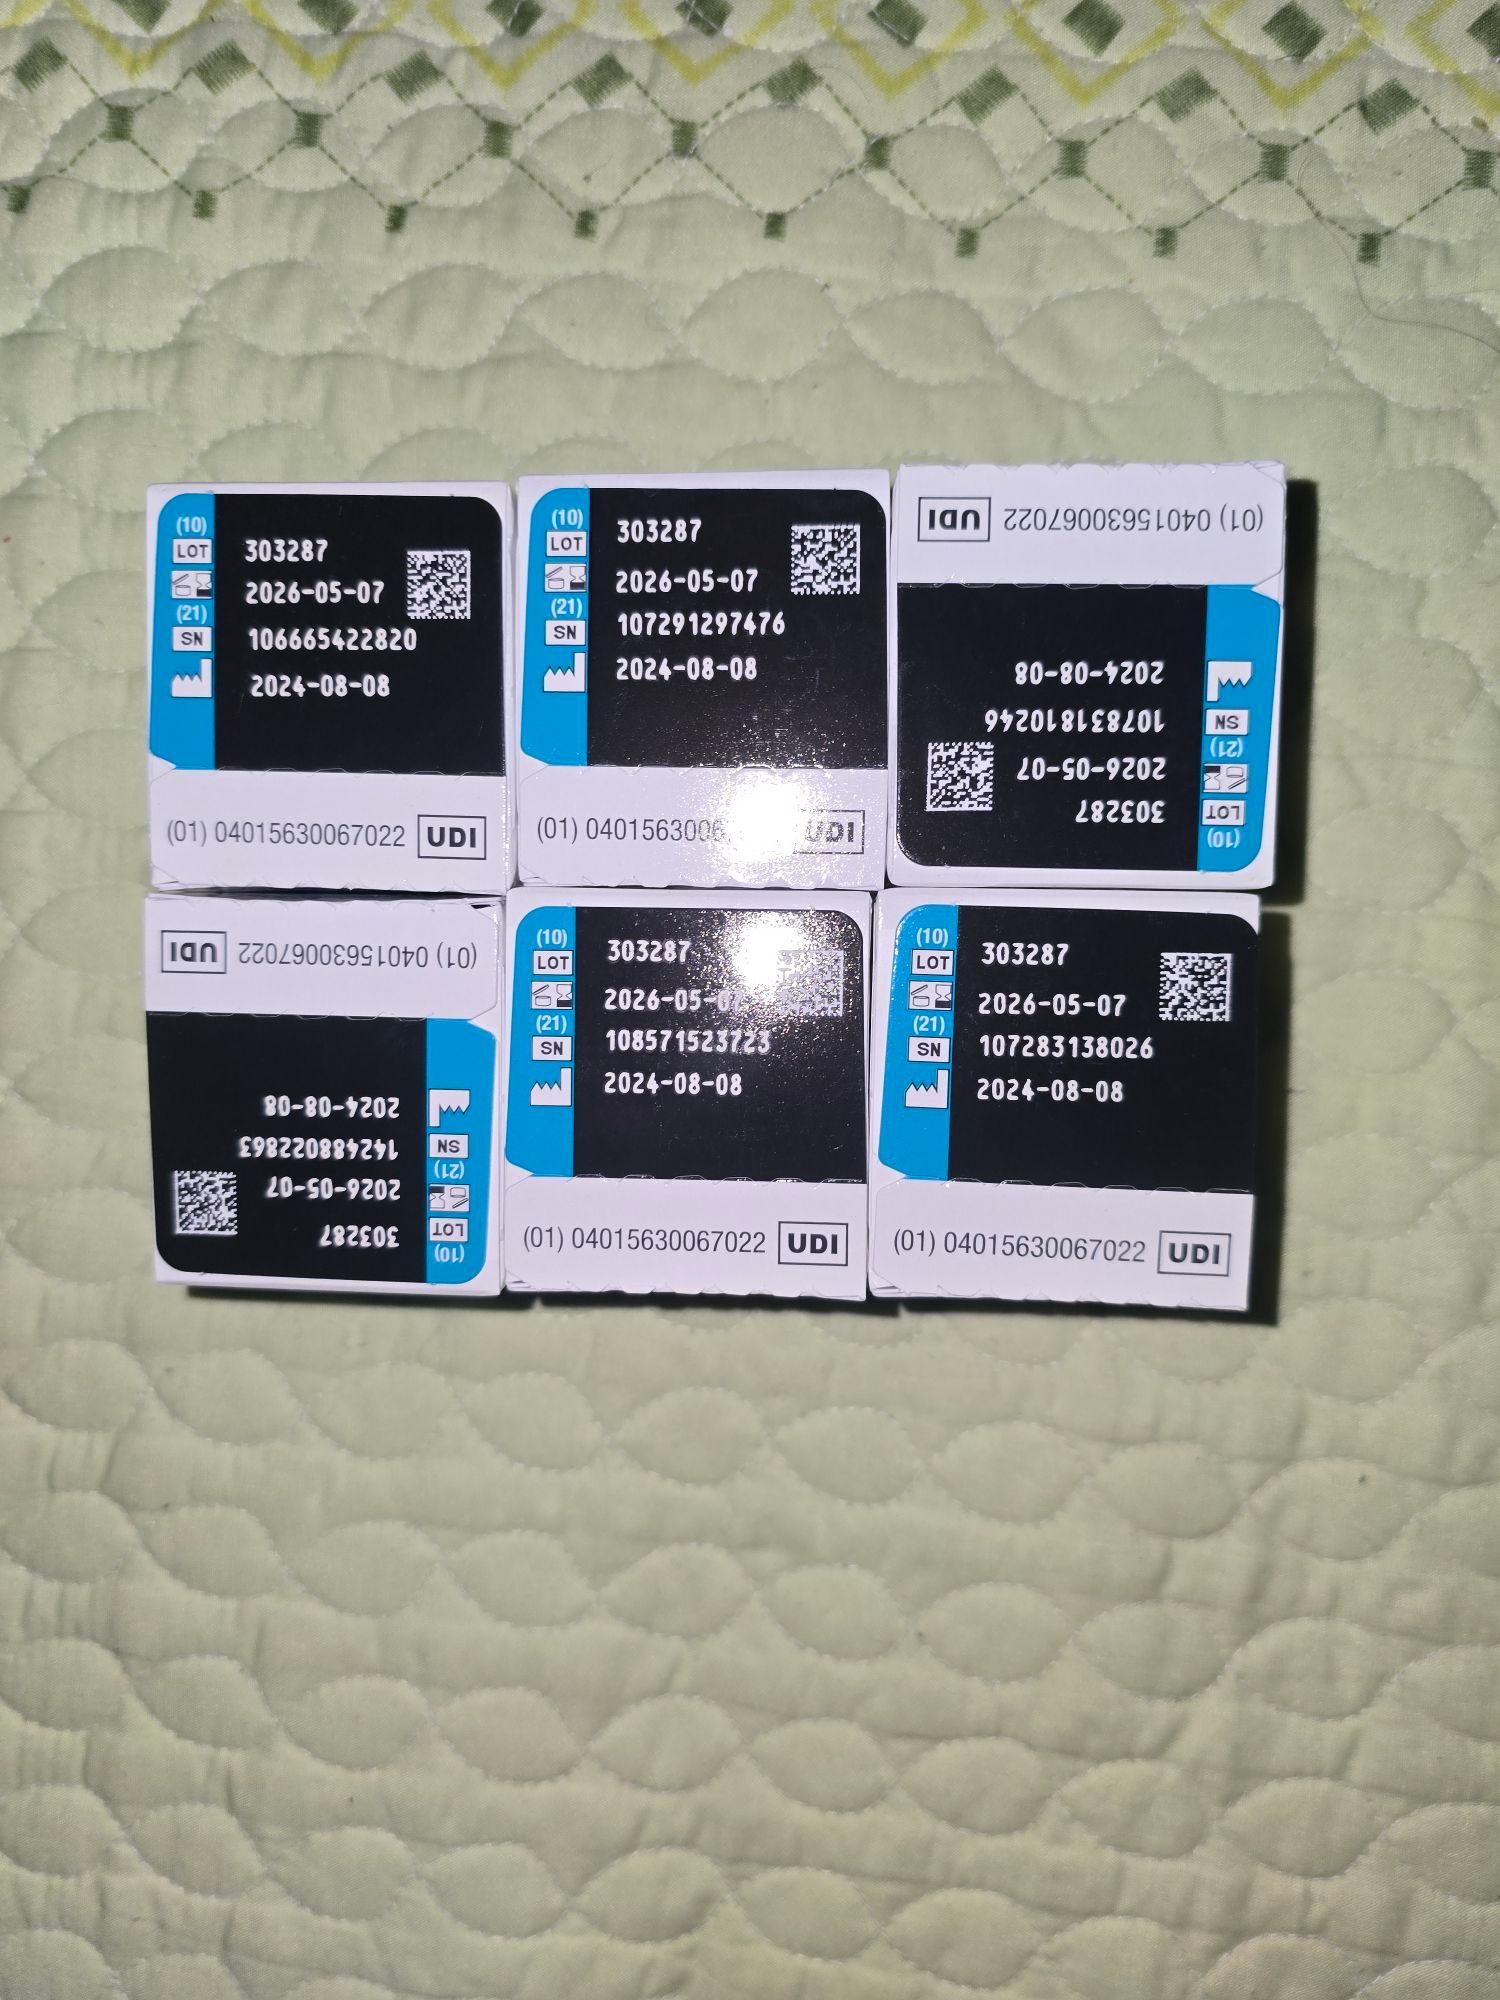 (10)
LOT 303287
2026-05-07
(21)
SN 106665422820
2024-08-08
(01) 04015630067022 UDI
(10)
LOT 303287
2026-05-07
(21)
SN 107291297476
2024-08-08
(01) 040156300 UDI
(10)
LOT 303287
2026-05-07
(21)
SN 107831810246
2024-08-08
(01) 04015630067022 UDI
(10)
LOT 303287
2026-05-07
(21)
SN 142488022863
2024-08-08
(01) 04015630067022 UDI
(10)
LOT 303287
2026-05-07
(21)
SN 108571523723
2024-08-08
(01) 04015630067022 UDI
(10)
LOT 303287
2026-05-07
(21)
SN 107283138026
2024-08-08
(01) 04015630067022 UDI